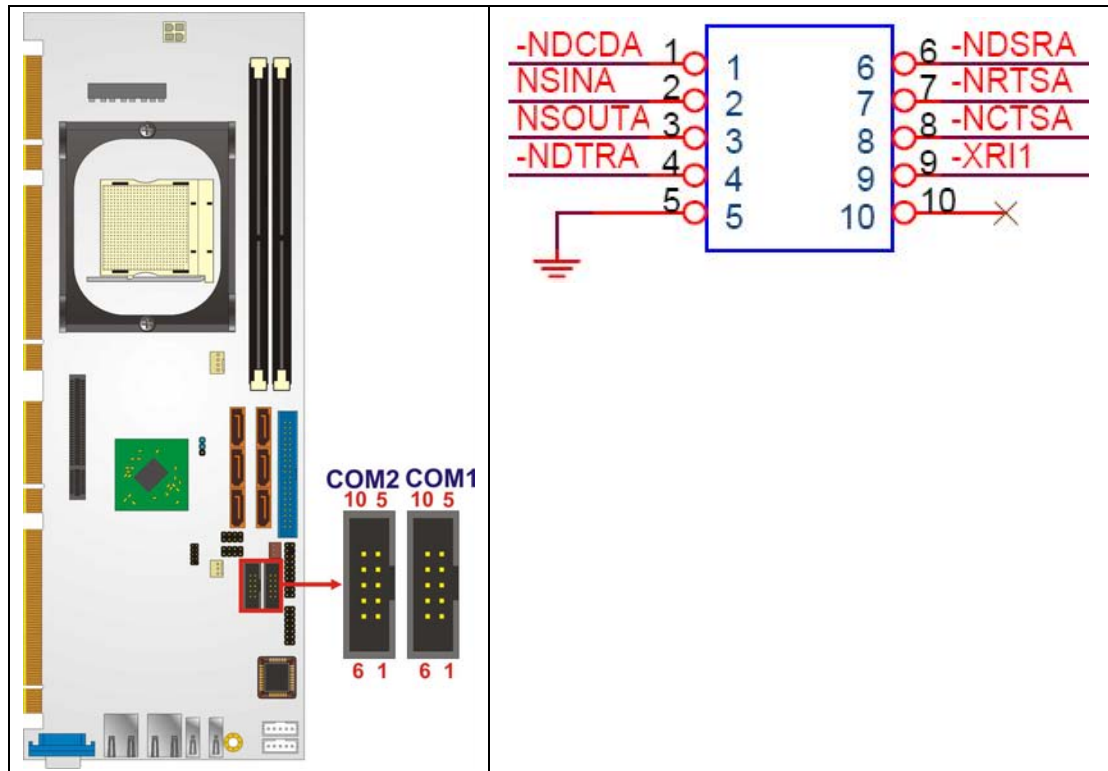 COM2 COM1
10 5 10 5
6 1 6 1
-NDCDA 1 1 6 6 -NDSRA
NSINA 2 2 7 7 -NRTSA
NSOUTA 3 3 8 8 -NCTSA
-NDTRA 4 4 9 9 -XRI1
5 5 10 10